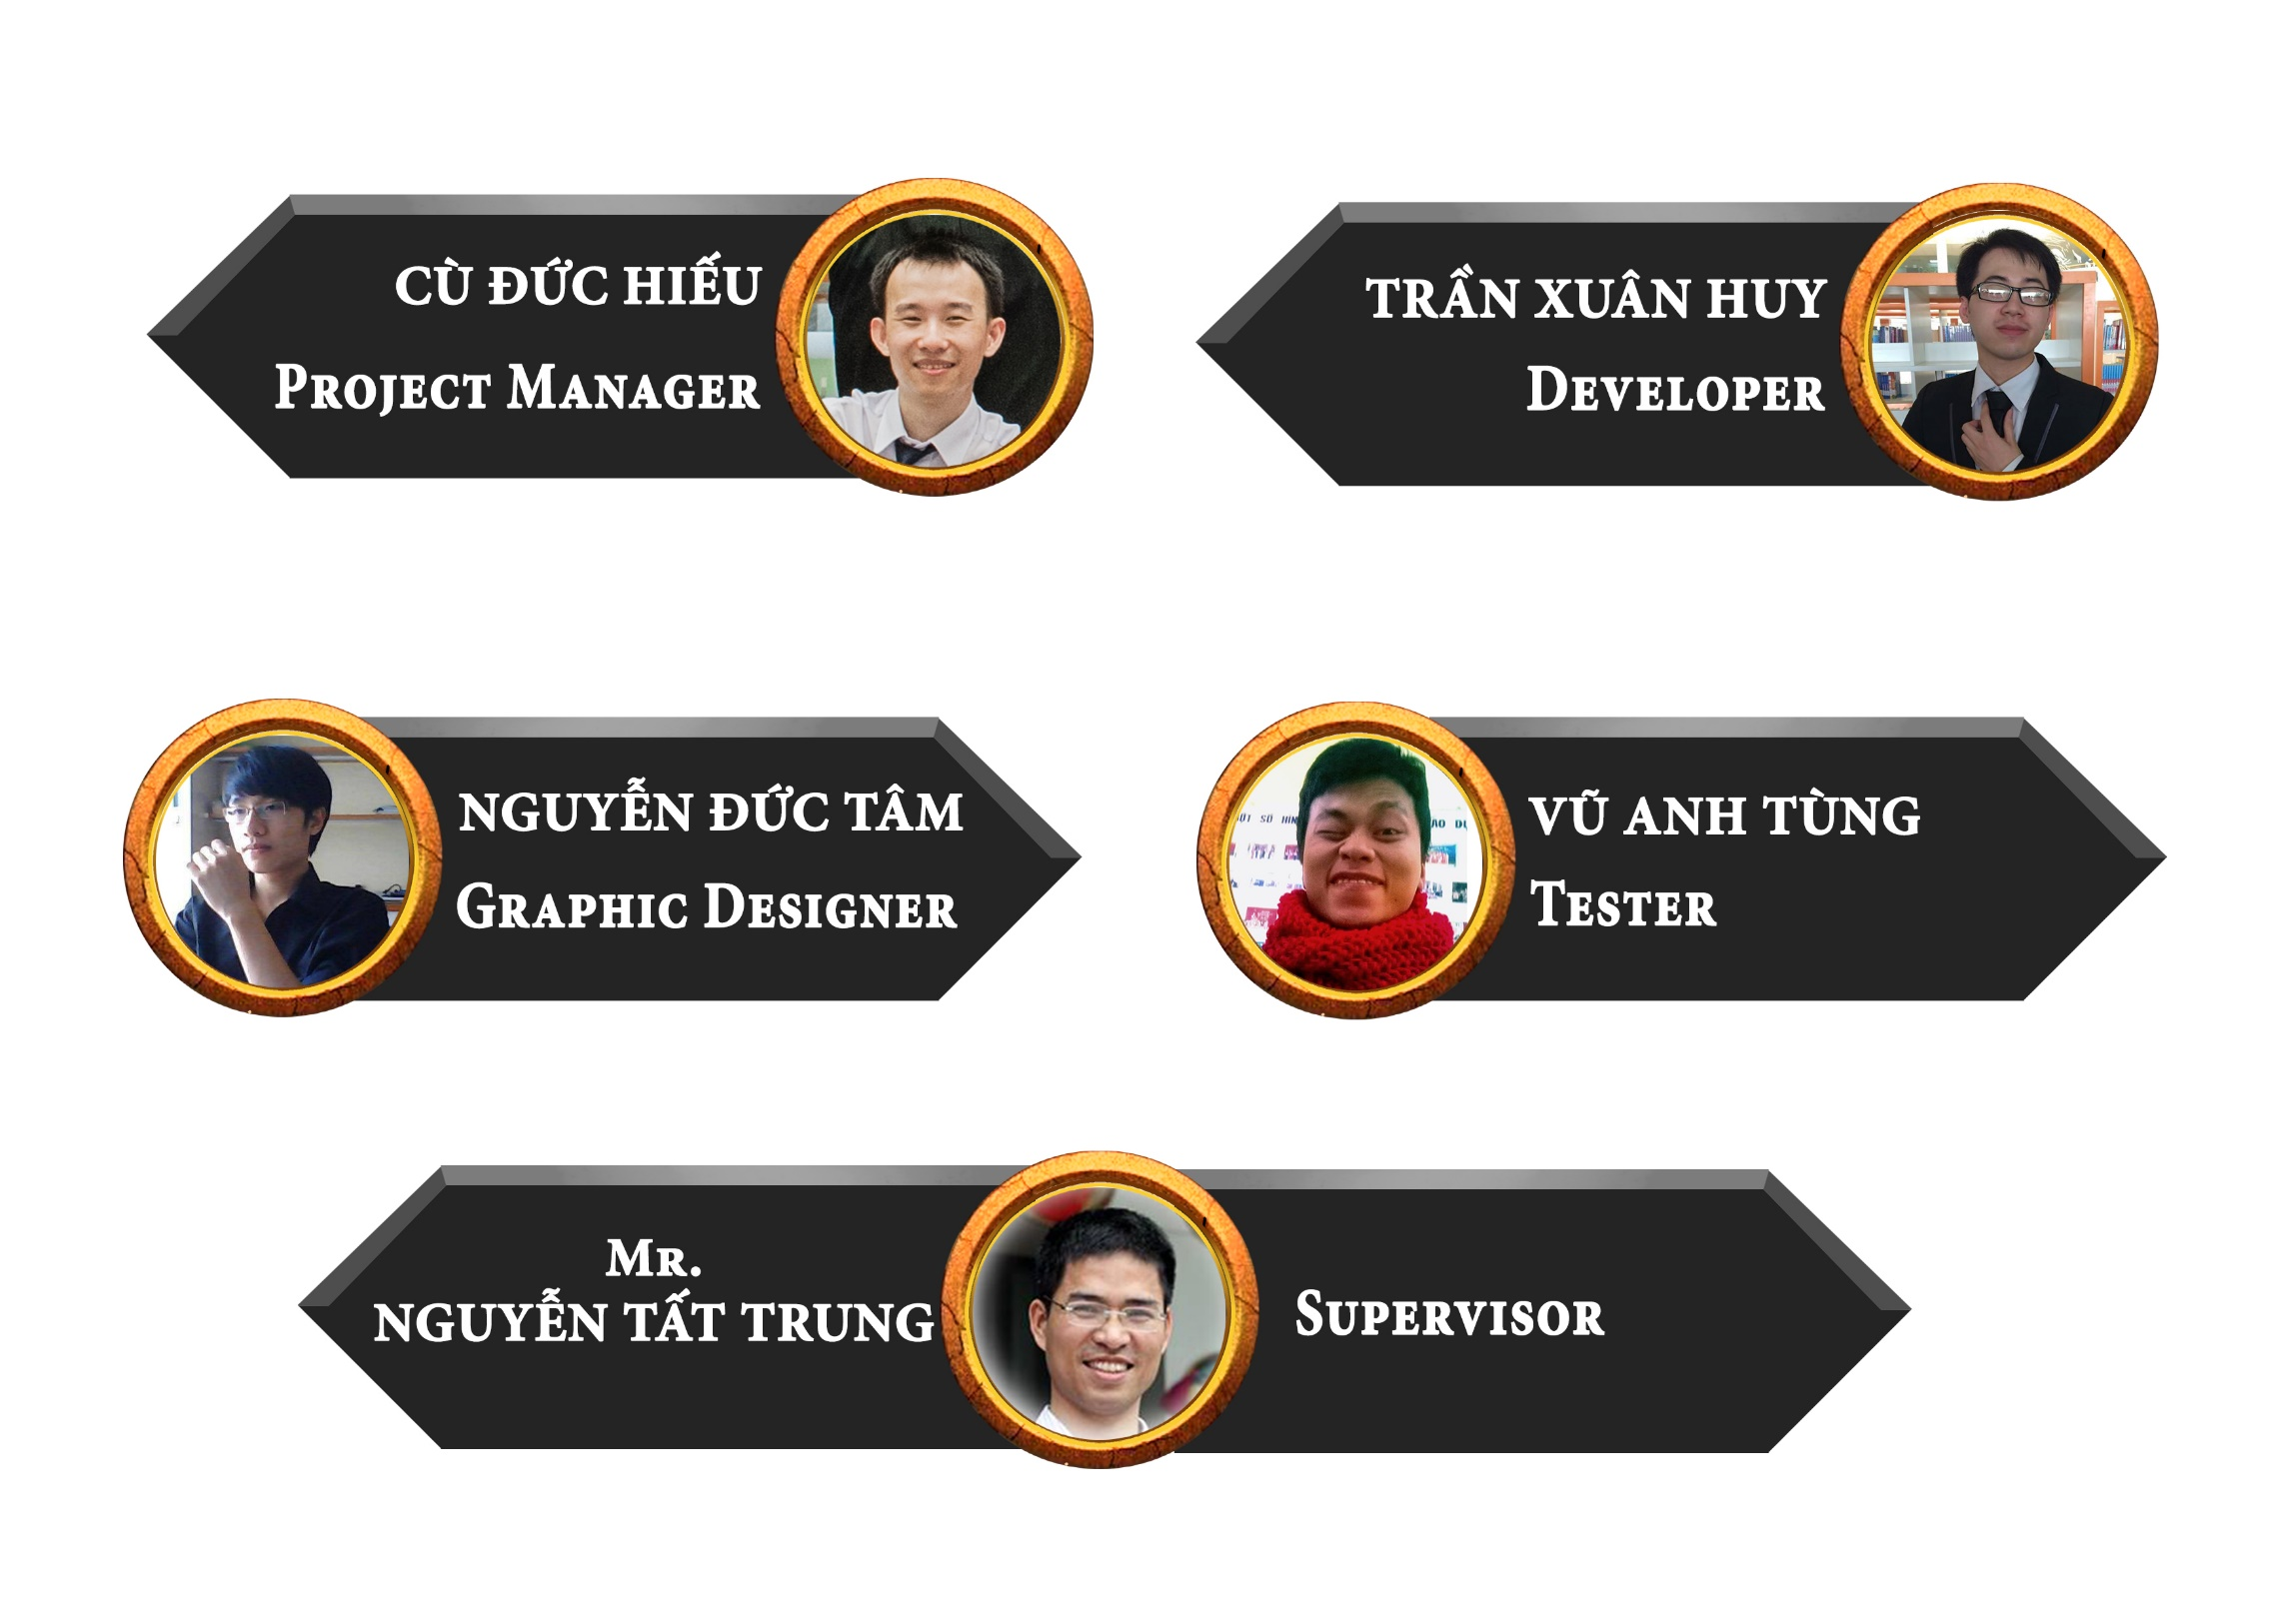 CÙ ĐỨC HIẾU
Project Manager
TRẦN XUÂN HUY
Developer
NGUYỄN ĐỨC TÂM
Graphic Designer
VŨ ANH TÙNG
Tester
Mr.
NGUYỄN TẤT TRUNG
Supervisor